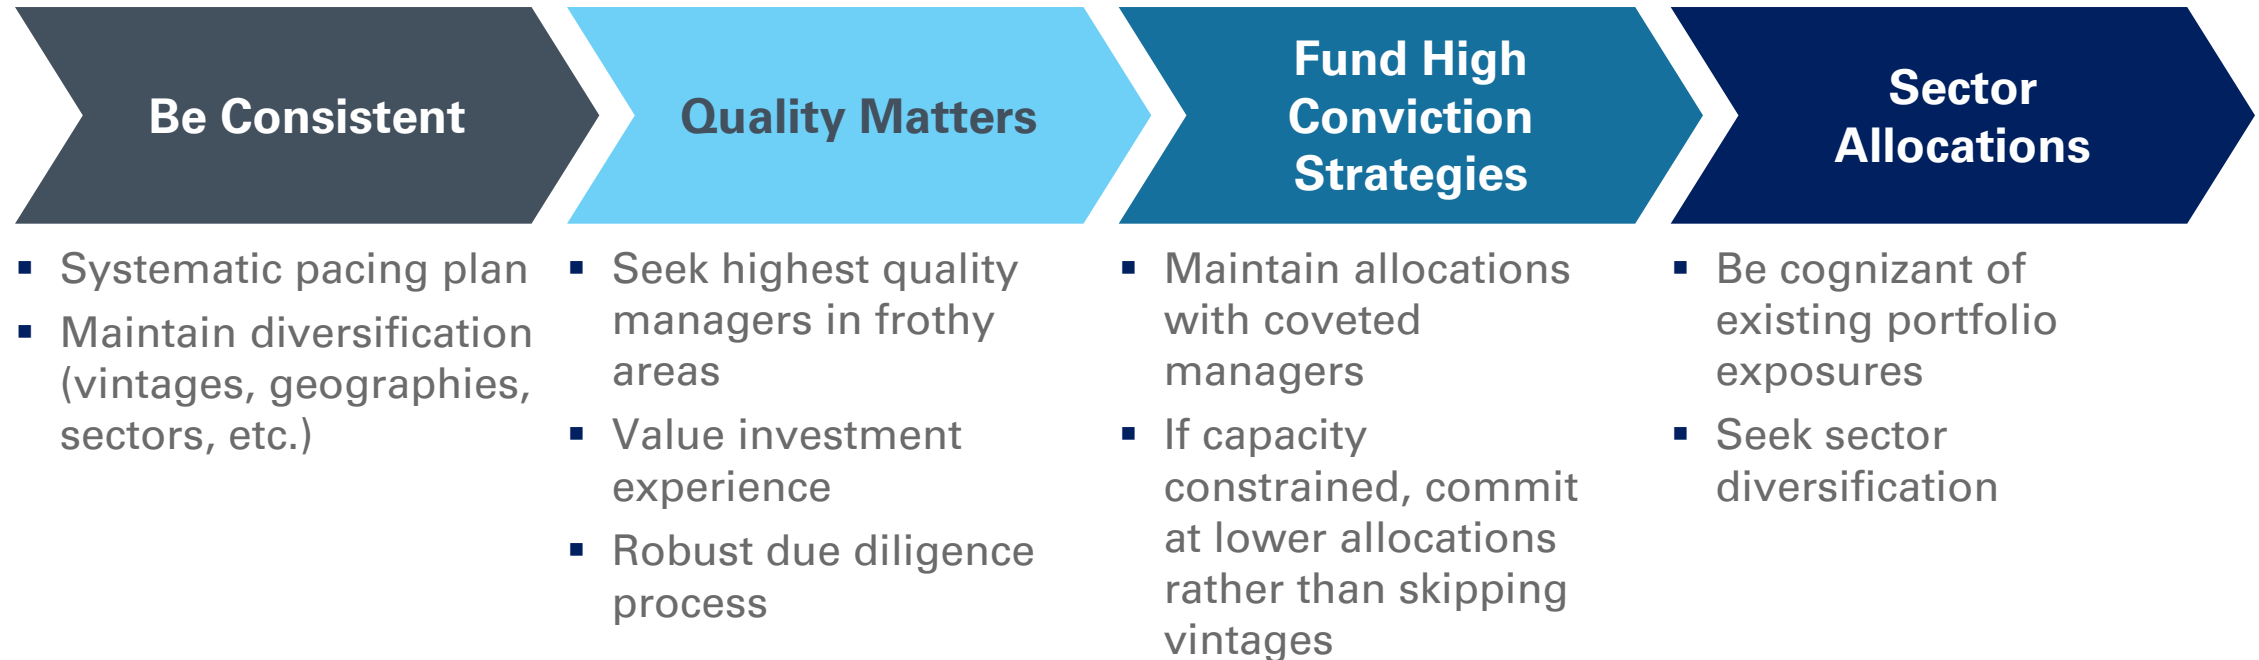 Be Consistent
▪ Systematic pacing plan
▪ Maintain diversification
(vintages, geographies,
sectors, etc.)
Quality Matters
▪ Seek highest quality
managers in frothy
areas
▪ Value investment
experience
▪ Robust due diligence
process
Fund High
Conviction
Strategies
▪ Maintain allocations
with coveted
managers
▪ If capacity
constrained, commit
at lower allocations
rather than skipping
vintages
Sector
Allocations
▪ Be cognizant of
existing portfolio
exposures
▪ Seek sector
diversification